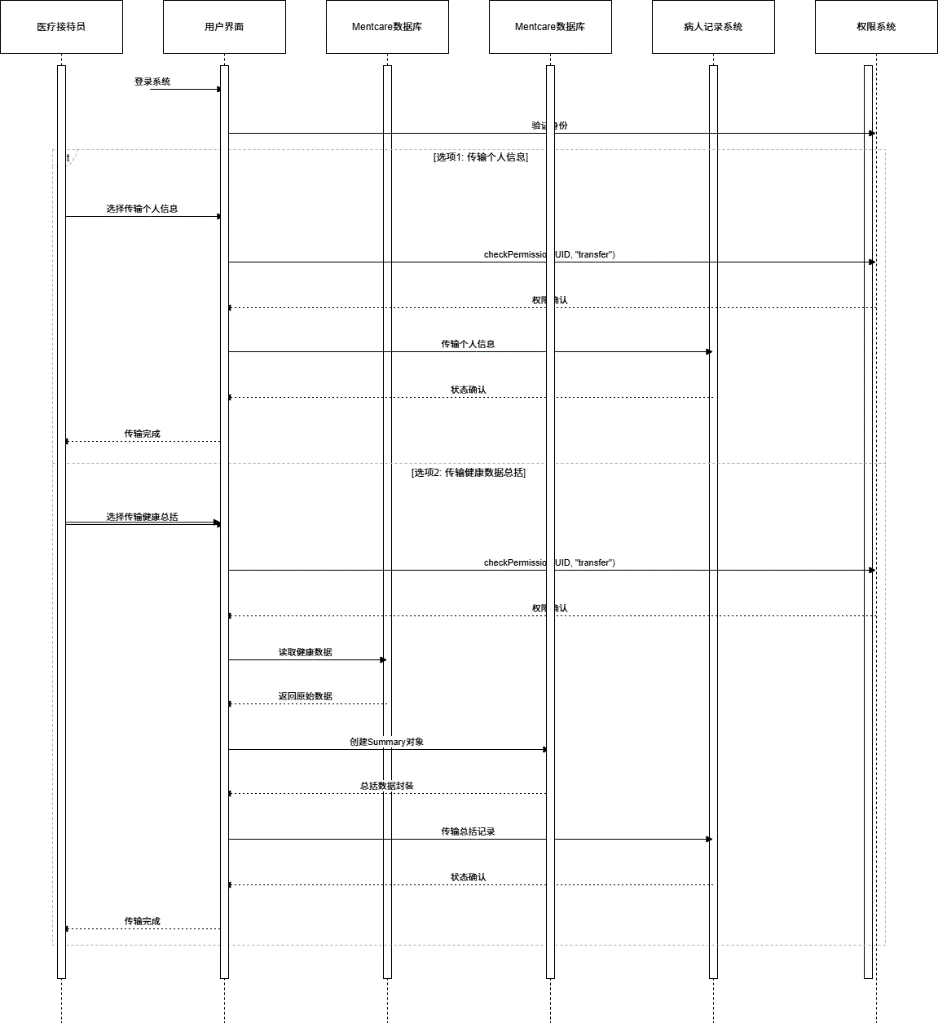 医疗接待员
用户界面
Mentcare数据库
Mentcare数据库
病人记录系统
权限系统
登录系统
验证身份
t
[选项1: 传输个人信息]
选择传输个人信息
checkPermissio UID, "transfer")
权限确认
传输个人信息
状态确认
传输完成
[选项2: 传输健康数据总括]
选择传输健康总括
checkPermissio UID, "transfer")
权限确认
读取健康数据
返回原始数据
创建Summary对象
总括数据封装
传输总括记录
状态确认
传输完成